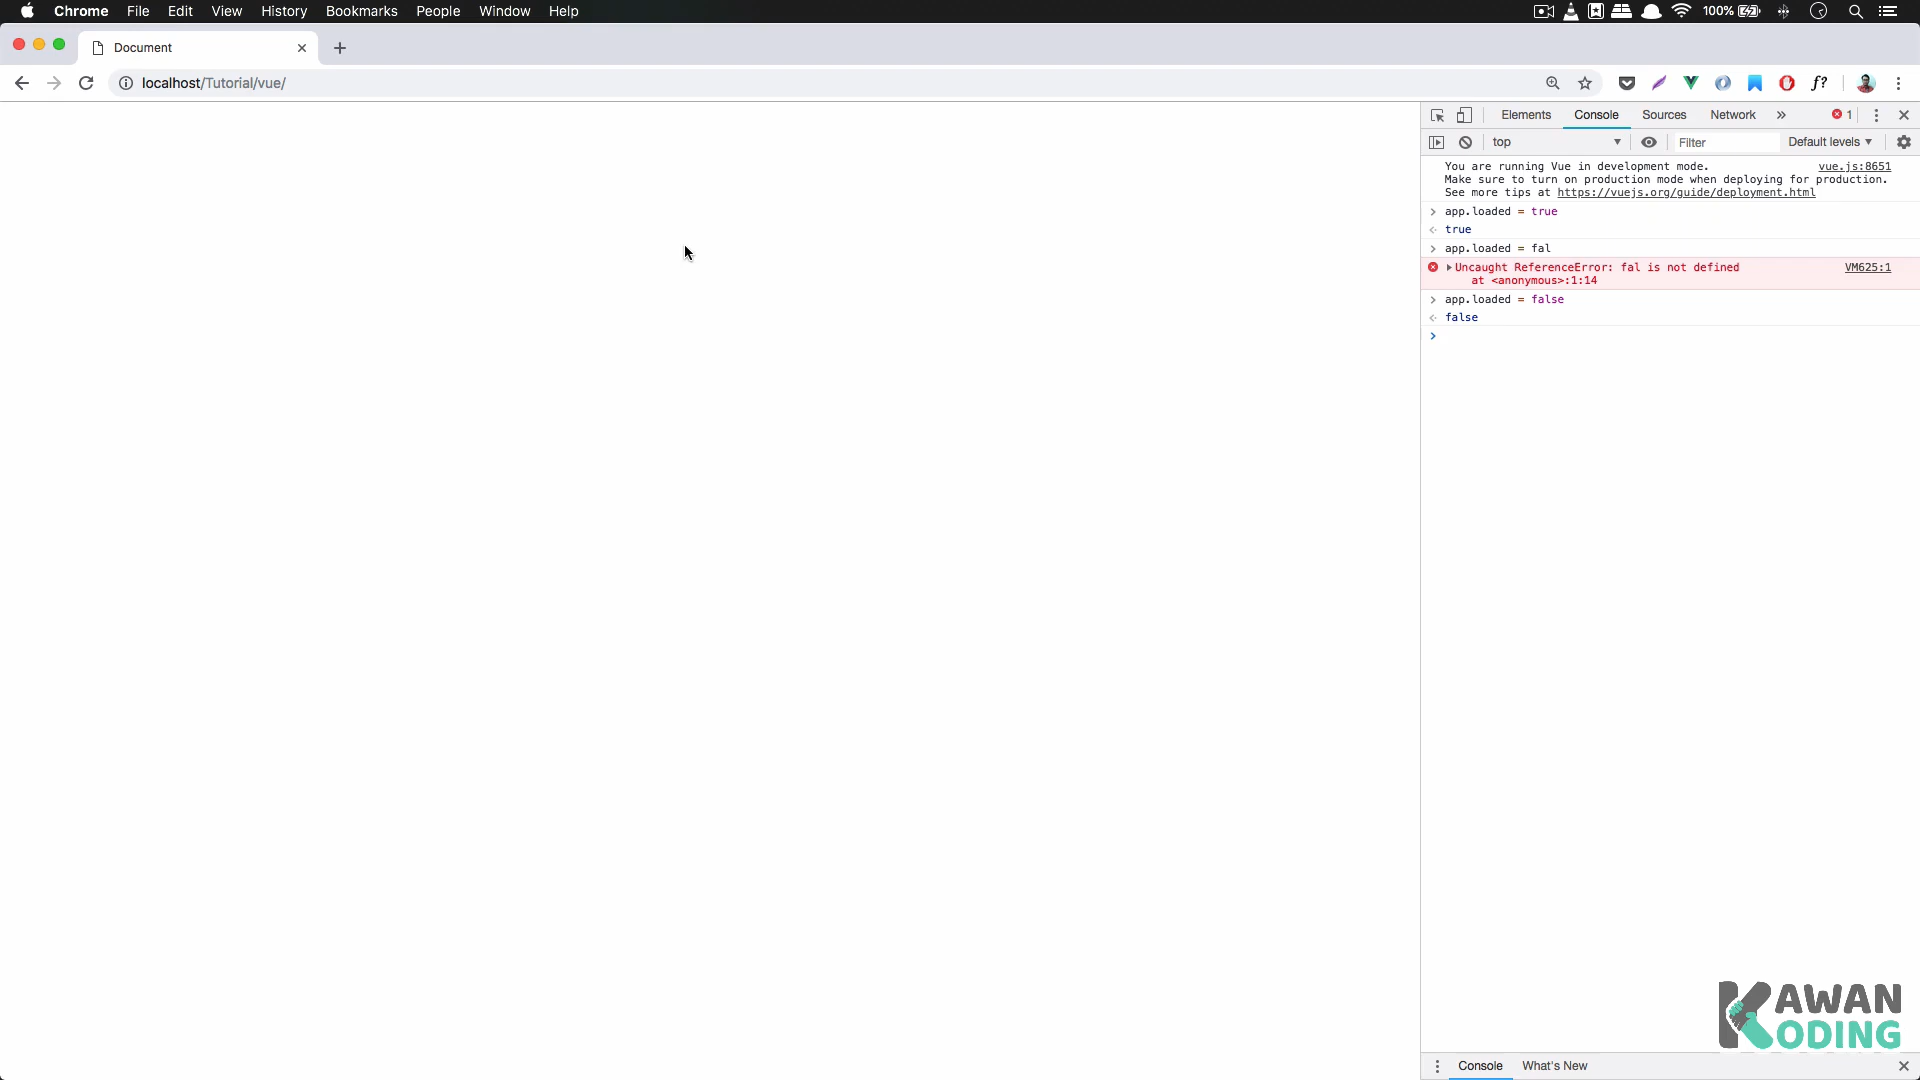 Chrome File Edit View History Bookmarks People Window Help 100%
Document
localhost/Tutorial/vue/ f?
Elements Console Sources Network » 1
top Filter Default levels
You are running Vue in development mode. vue.js:8651
Make sure to turn on production mode when deploying for production.
See more tips at https://vuejs.org/guide/deployment.html
app.loaded = true
true
app.loaded = fal
Uncaught ReferenceError: fal is not defined VM625:1
at <anonymous>:1:14
app.loaded = false
false
KAWAN
KODING
Console What's New